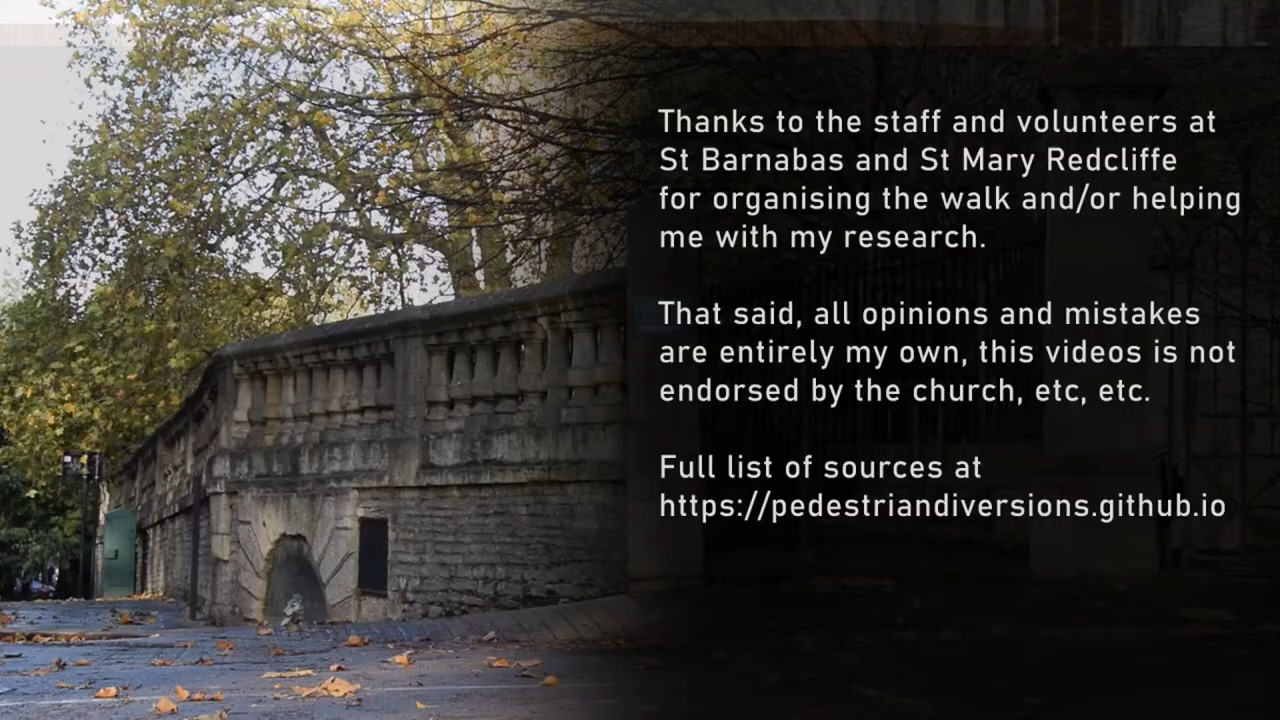 Thanks to the staff and volunteers at
St Barnabas and St Mary Redcliffe
for organising the walk and/or helping
me with my research.
That said, all opinions and mistakes
are entirely my own, this videos is not
endorsed by the church, etc, etc.
Full list of sources at
https://pedestriandiversions.github.io